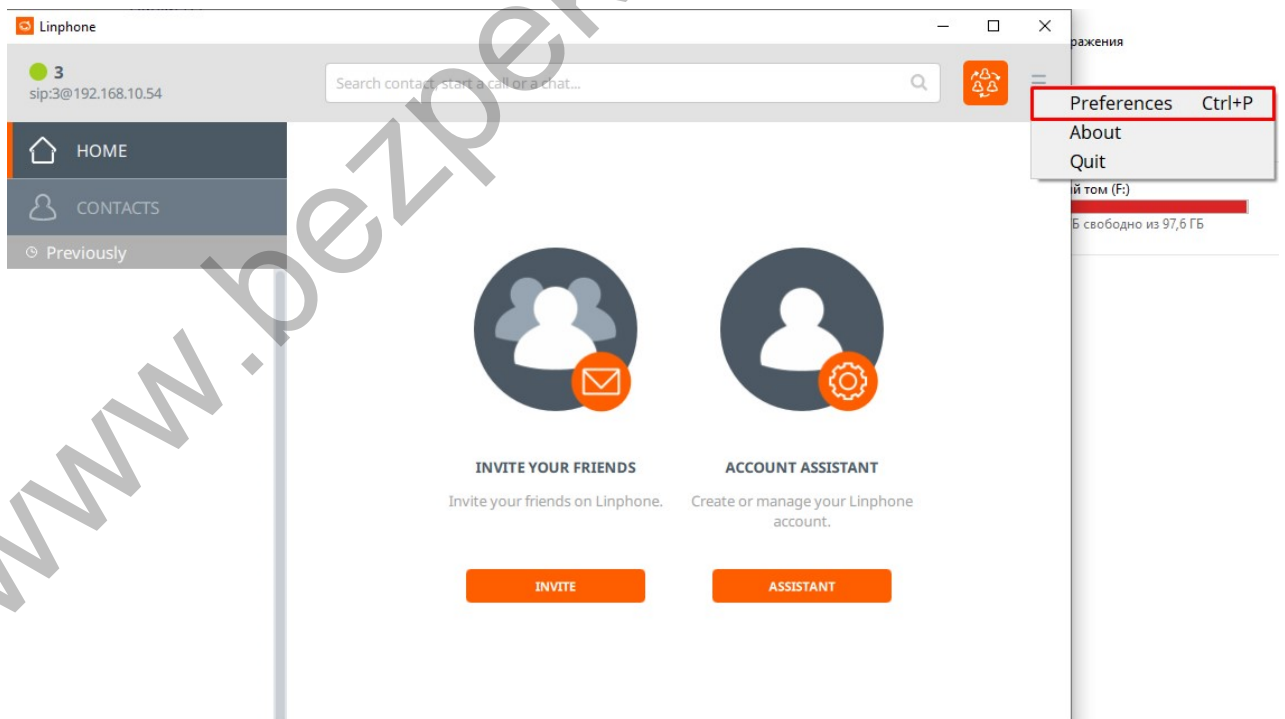 Linphone
ражения
3
sip:3@192.168.10.54
Search contact, start a call or a chat...
Preferences Ctrl+P
About
Quit
HOME
CONTACTS
Previously
й том (F:)
Б свободно из 97,6 ГБ
INVITE YOUR FRIENDS
Invite your friends on Linphone.
INVITE
ACCOUNT ASSISTANT
Create or manage your Linphone
account.
ASSISTANT
www.bezper